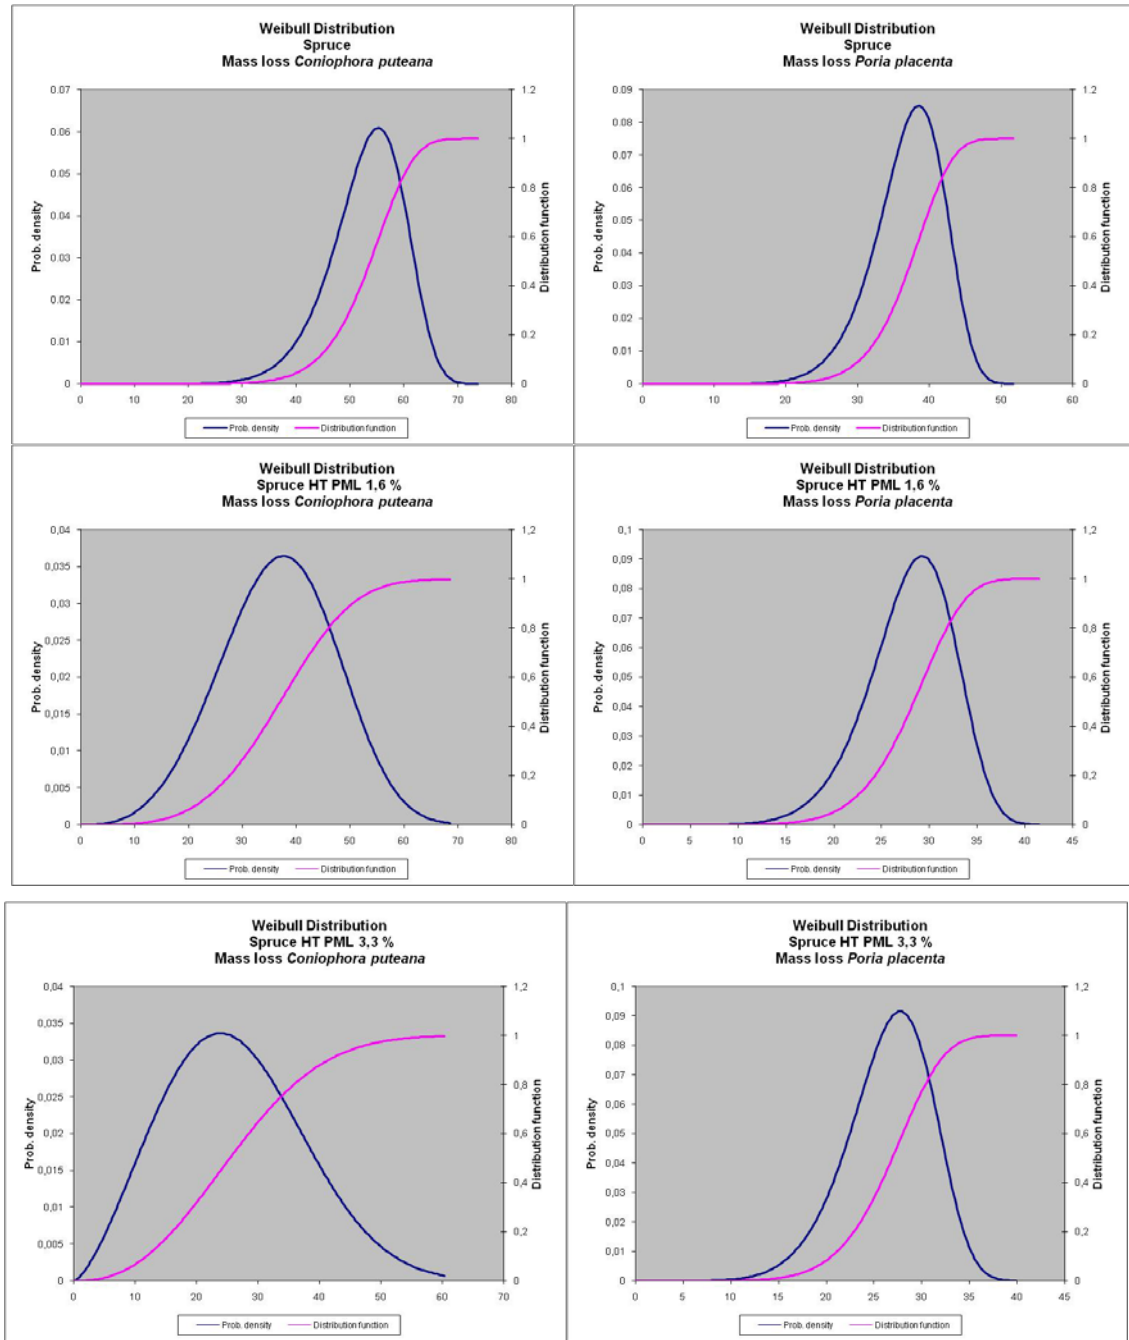 Weibull Distribution
Spruce
Mass loss Coniophora puteana
Prob. density
0.07
0.06
0.05
0.04
0.03
0.02
0.01
0
1.2
1
0.8
0.6
0.4
0.2
0
Distribution function
0 10 20 30 40 50 60 70 80
Prob. density Distribution function
Weibull Distribution
Spruce
Mass loss Poria placenta
Prob. density
0.09
0.08
0.07
0.06
0.05
0.04
0.03
0.02
0.01
0
1.2
1
0.8
0.6
0.4
0.2
0
Distribution function
0 10 20 30 40 50 60
Prob. density Distribution function
Weibull Distribution
Spruce HT PML 1,6 %
Mass loss Coniophora puteana
Prob. density
0,04
0,035
0,03
0,025
0,02
0,015
0,01
0,005
0
1,2
1
0,8
0,6
0,4
0,2
0
Distribution function
0 10 20 30 40 50 60 70 80
Prob. density Distribution function
Weibull Distribution
Spruce HT PML 1,6 %
Mass loss Poria placenta
Prob. density
0,1
0,09
0,08
0,07
0,06
0,05
0,04
0,03
0,02
0,01
0
1,2
1
0,8
0,6
0,4
0,2
0
Distribution function
0 5 10 15 20 25 30 35 40 45
Prob. density Distribution function
Weibull Distribution
Spruce HT PML 3,3 %
Mass loss Coniophora puteana
Prob. density
0,04
0,035
0,03
0,025
0,02
0,015
0,01
0,005
0
1,2
1
0,8
0,6
0,4
0,2
0
Distribution function
0 10 20 30 40 50 60 70
Prob. density Distribution function
Weibull Distribution
Spruce HT PML 3,3 %
Mass loss Poria placenta
Prob. density
0,1
0,09
0,08
0,07
0,06
0,05
0,04
0,03
0,02
0,01
0
1,2
1
0,8
0,6
0,4
0,2
0
Distribution function
0 5 10 15 20 25 30 35 40 45
Prob. density Distribution function